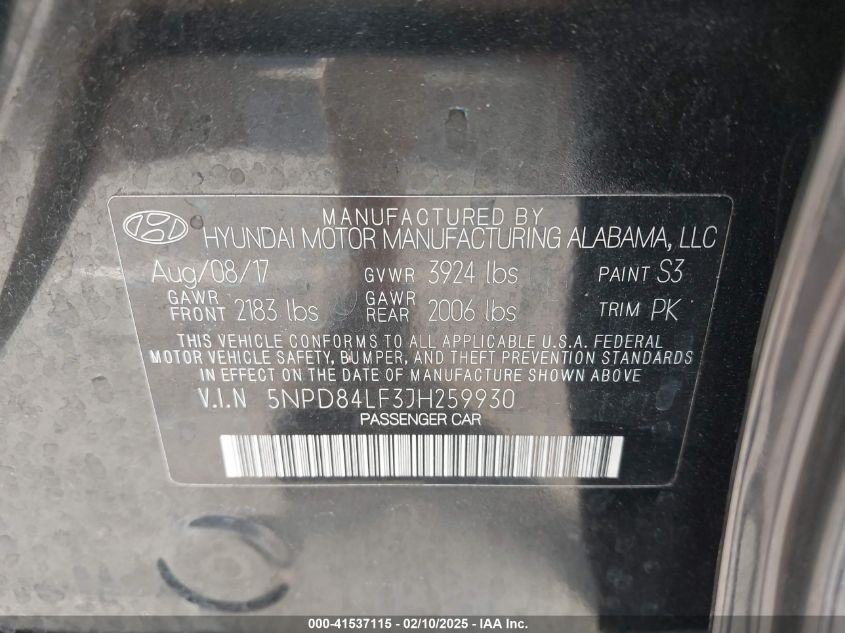 MANUFACTURED BY
HYUNDAI MOTOR MANUFACTURING ALABAMA, LLC
Aug/08/17 GVWR 3924 lbs PAINT S3
GAWR FRONT 2183 lbs GAWR REAR 2006 lbs TRIM PK
THIS VEHICLE CONFORMS TO ALL APPLICABLE U.S.A. FEDERAL
MOTOR VEHICLE SAFETY, BUMPER, AND THEFT PREVENTION STANDARDS
IN EFFECT ON THE DATE OF MANUFACTURE SHOWN ABOVE
V.I.N 5NPD84LF3JH259930
PASSENGER CAR
000-41537115 - 02/10/2025 - IAA Inc.